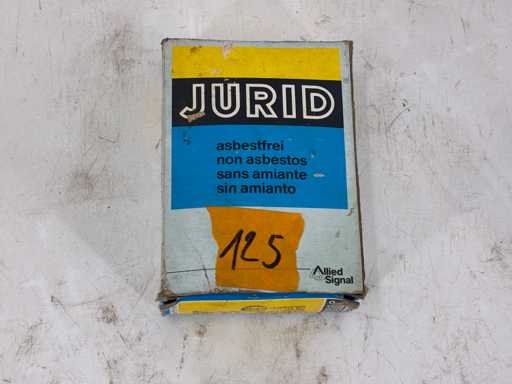 JURID
asbestfrei
non asbestos
sans amiante
sin amianto
125
Allied
Signal